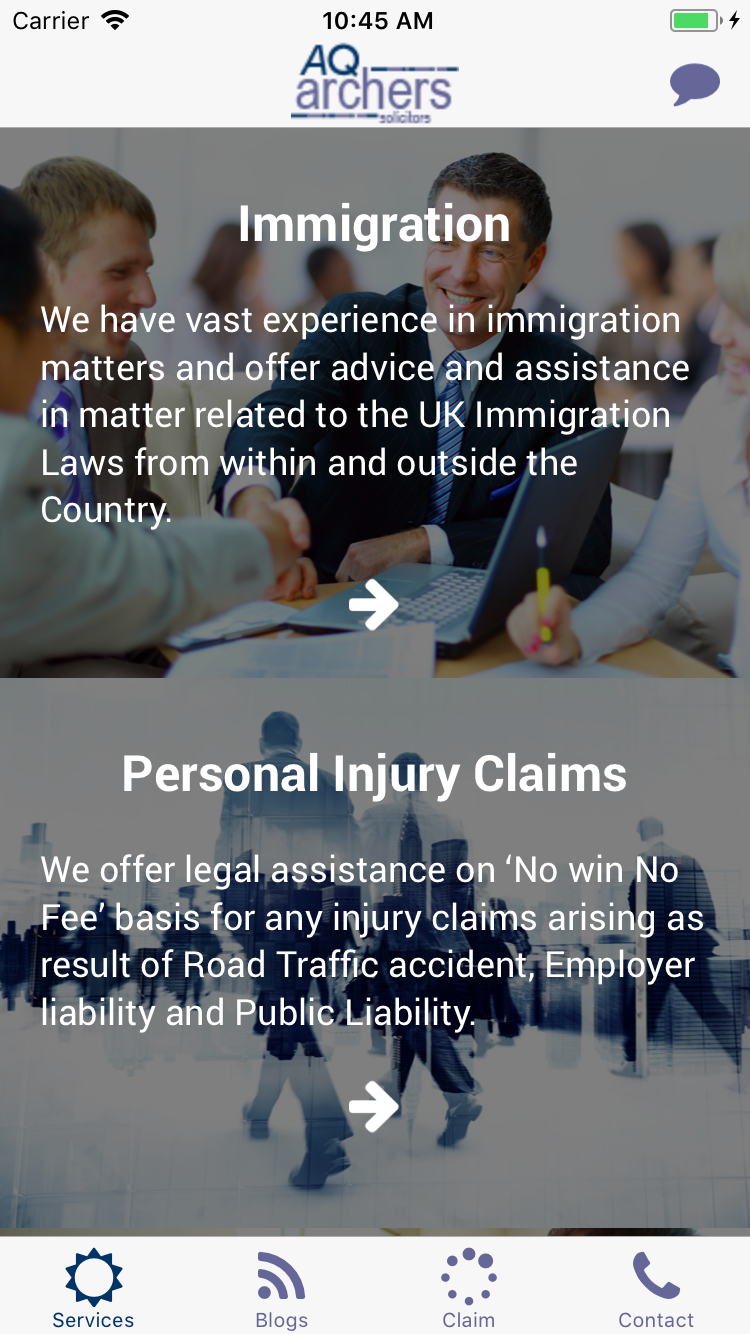 Carrier 10:45 AM
AQ
archers
solicitors
Immigration
We have vast experience in immigration
matters and offer advice and assistance
in matter related to the UK Immigration
Laws from within and outside the
Country.
Personal Injury Claims
We offer legal assistance on ‘No win No
Fee’ basis for any injury claims arising as
result of Road Traffic accident, Employer
liability and Public Liability.
Services Blogs Claim Contact